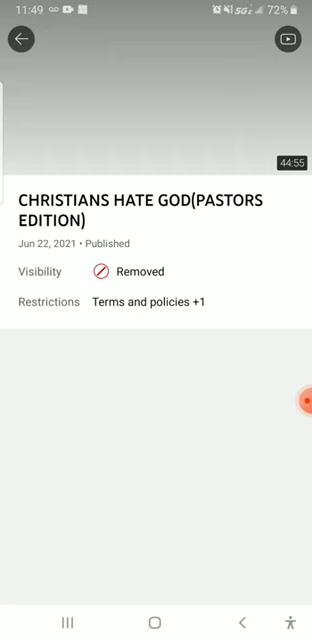 11:49 5G 72%
44:55
CHRISTIANS HATE GOD(PASTORS
EDITION)
Jun 22, 2021 • Published
Visibility Removed
Restrictions Terms and policies +1